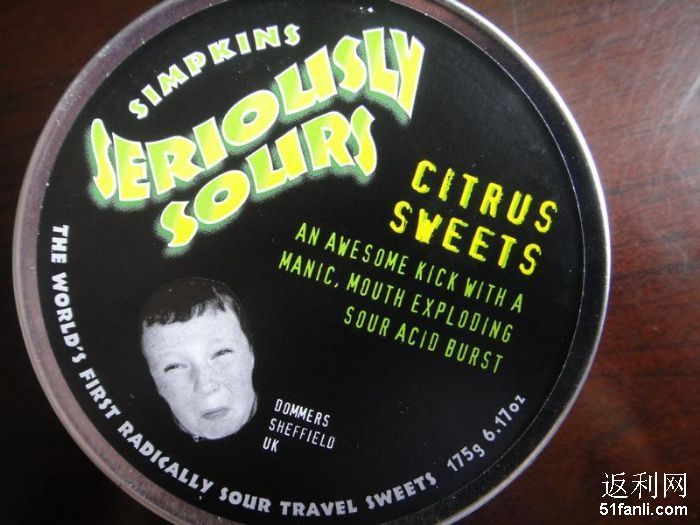 SIMPKINS
SERIOUSLY
SOURS
CITRUS
SWEETS
AN AWESOME KICK WITH A
MANIC, MOUTH EXPLODING
SOUR ACID BURST
DOMMERS
SHEFFIELD
UK
THE WORLD'S FIRST RADICALLY SOUR TRAVEL SWEETS 175g 6.17oz
返利网
51fanli.com